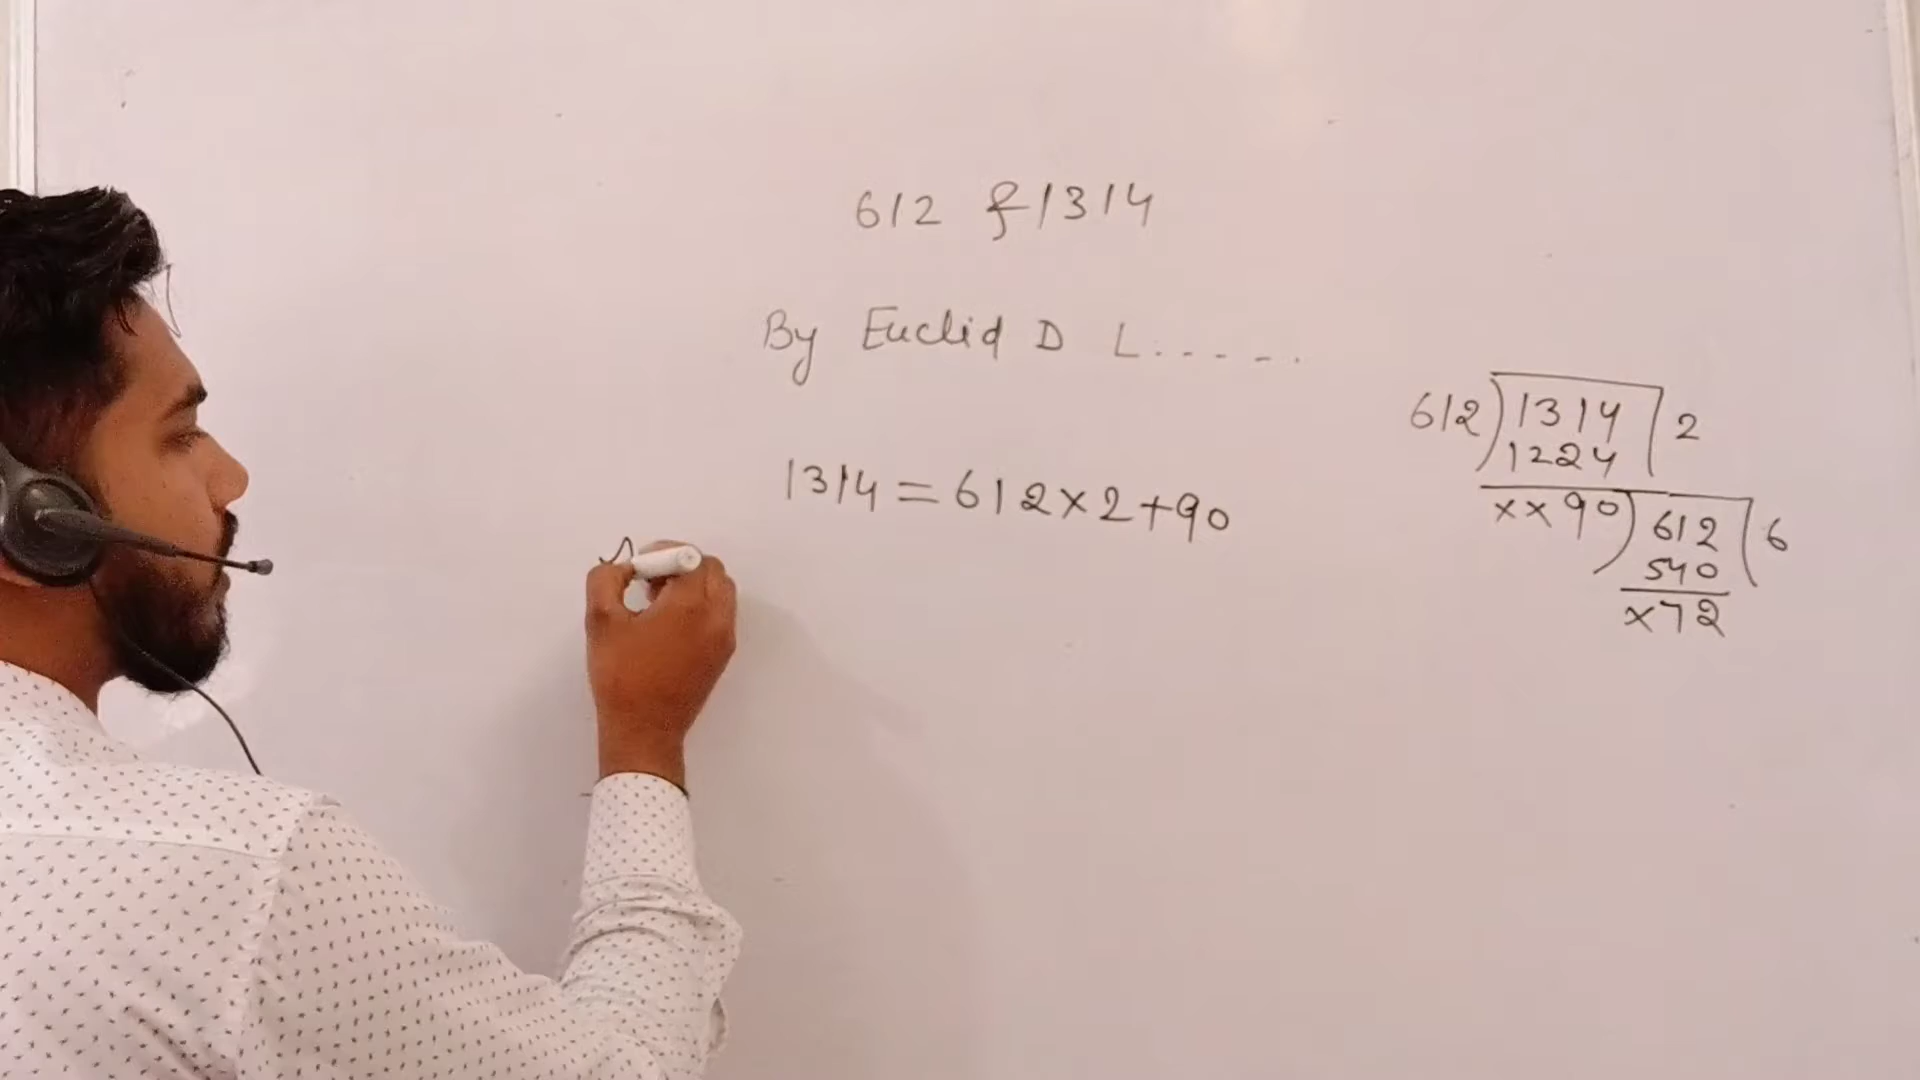 612 & 1314
By Euclid D L.....
1314 = 612 × 2 + 90
612 ) 1314 ( 2
1224
× × 90 ) 612 ( 6
540
× 72